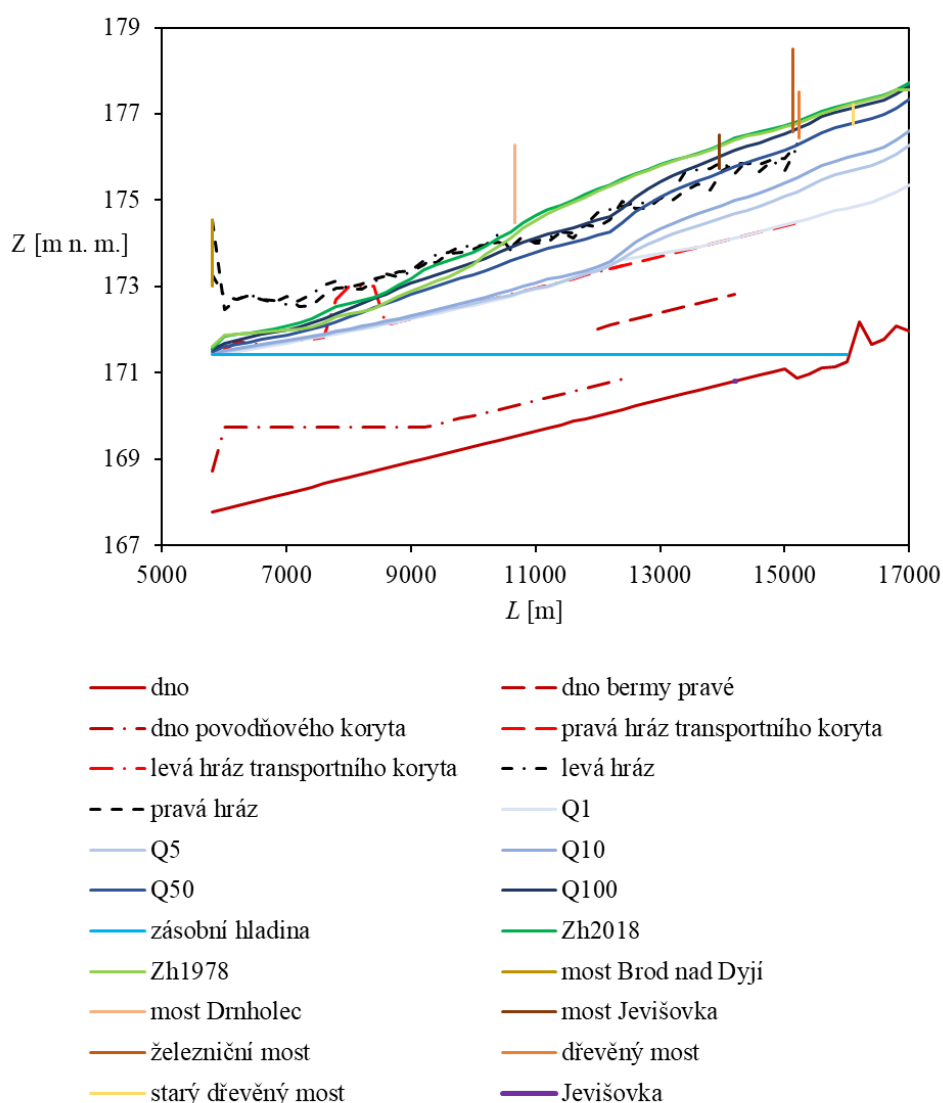 179
177
175
Z [m n. m.]
173
171
169
167
5000 7000 9000 11000 13000 15000 17000
L [m]
dno dno bermy pravé
dno povodňového koryta pravá hráz transportního koryta
levá hráz transportního koryta levá hráz
pravá hráz Q1
Q5 Q10
Q50 Q100
zásobní hladina Zh2018
Zh1978 most Brod nad Dyjí
most Drnholec most Jevišovka
železniční most dřevěný most
starý dřevěný most Jevišovka